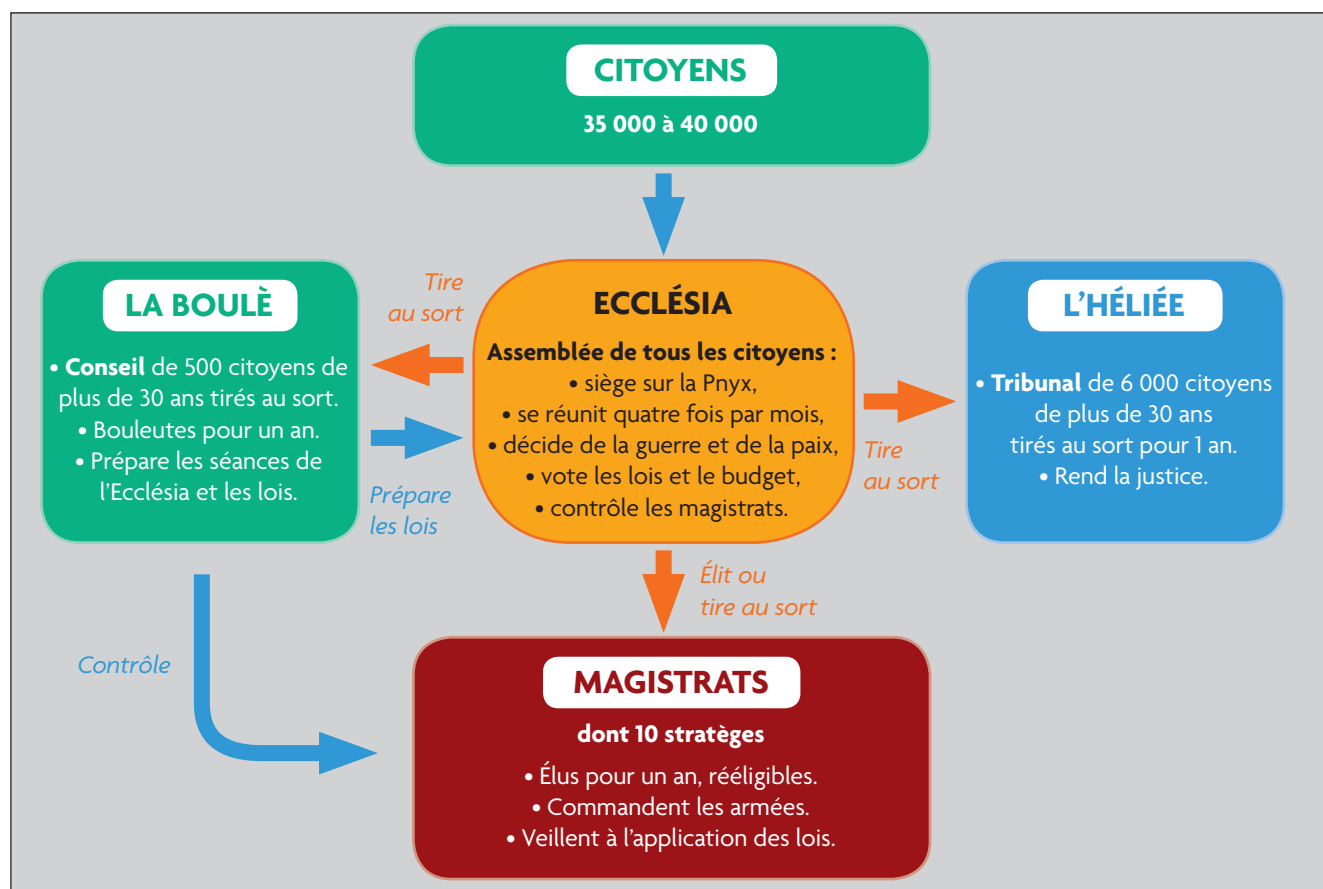 CITOYENS
35 000 à 40 000
Tire
au sort
LA BOULÈ
• Conseil de 500 citoyens de
plus de 30 ans tirés au sort.
• Bouleutes pour un an.
• Prépare les séances de
l'Ecclésia et les lois.
Prépare
les lois
ECCLÉSIA
Assemblée de tous les citoyens :
• siège sur la Pnyx,
• se réunit quatre fois par mois,
• décide de la guerre et de la paix,
• vote les lois et le budget,
• contrôle les magistrats.
Tire
au sort
L'HÉLIÉE
• Tribunal de 6 000 citoyens
de plus de 30 ans
tirés au sort pour 1 an.
• Rend la justice.
Élit ou
tire au sort
Contrôle
MAGISTRATS
dont 10 stratèges
• Élus pour un an, rééligibles.
• Commandent les armées.
• Veillent à l'application des lois.